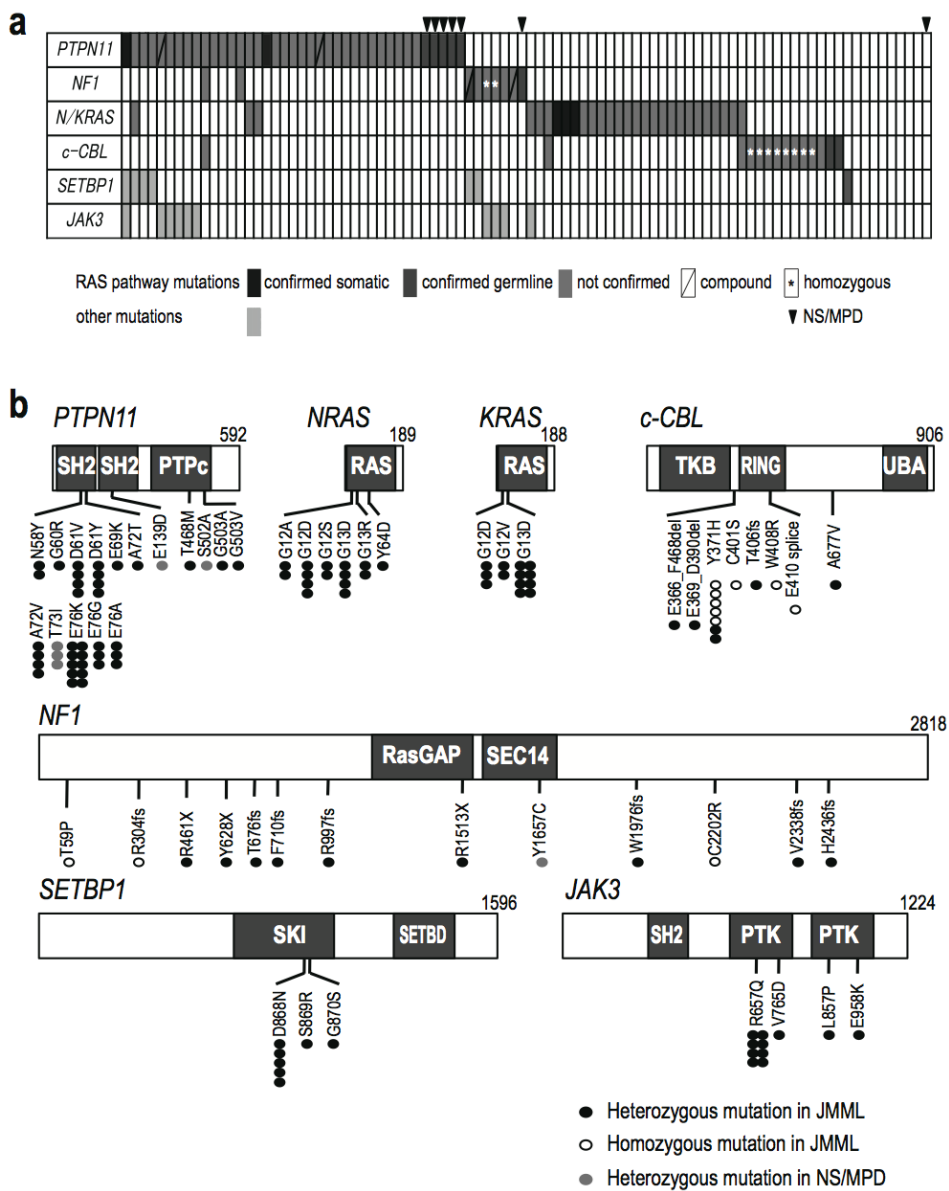 a
PTPN11
NF1
* *
N/KRAS
c-CBL
* * * * * * * *
SETBP1
JAK3
RAS pathway mutations confirmed somatic confirmed germline not confirmed compound * homozygous
other mutations NS/MPD
b
PTPN11 NRAS KRAS c-CBL
592 189 188 906
SH2 SH2 PTPc RAS RAS TKB RING UBA
N58Y G60R D61V D61Y E69K A72T E139D T468M S502A G503A G503V
A72V T73I E76K E76G E76A
G12A G12D G12S G13D G13R Y64D
G12D G12V G13D
E366_F468del E369_D390del Y371H C401S T406fs W408R E410 splice A677V
NF1
2818
RasGAP SEC14
T59P R304fs R461X Y628X T676fs F710fs R997fs R1513X Y1657C W1976fs C2202R V2338fs H2436fs
SETBP1 JAK3
1596 1224
SKI SETBD SH2 PTK PTK
D868N S869R G870S
R657Q V765D L857P E958K
Heterozygous mutation in JMML
Homozygous mutation in JMML
Heterozygous mutation in NS/MPD